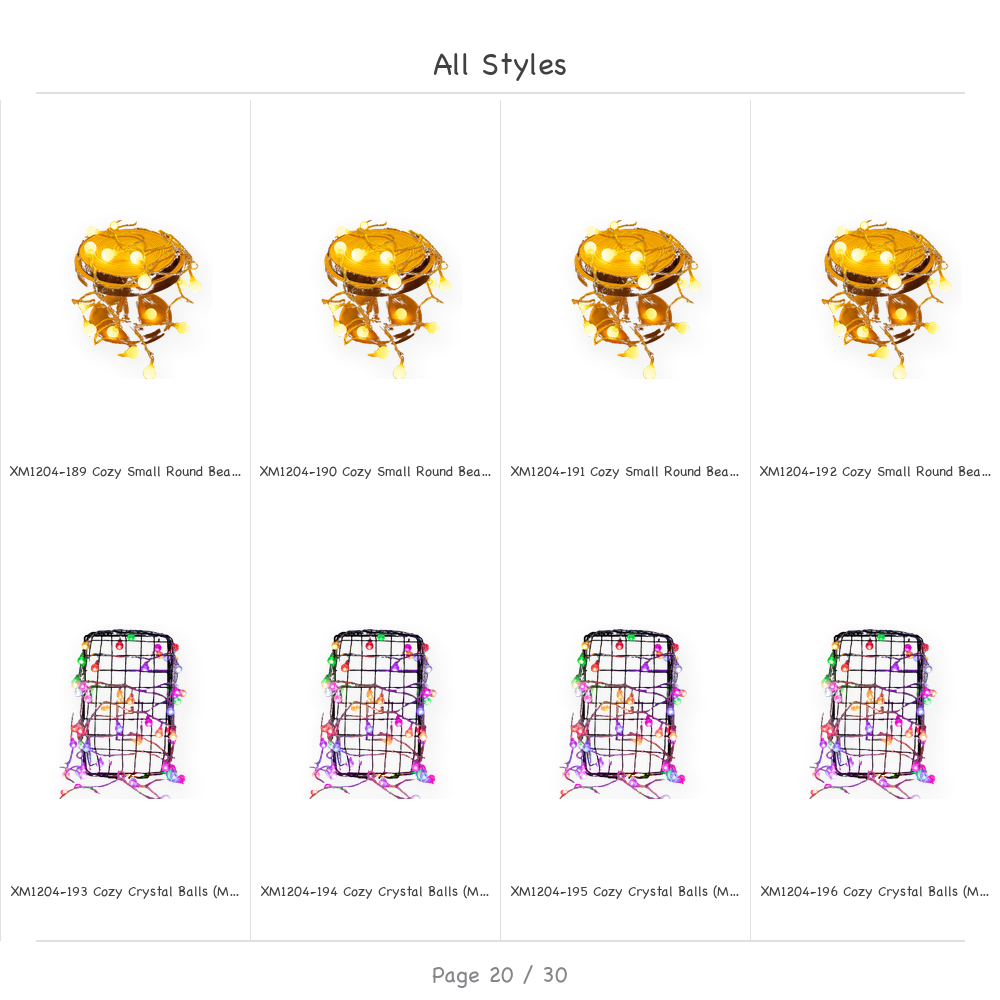 All Styles
XM1204-189 Cozy Small Round Bea...
XM1204-190 Cozy Small Round Bea...
XM1204-191 Cozy Small Round Bea...
XM1204-192 Cozy Small Round Bea...
XM1204-193 Cozy Crystal Balls (M...
XM1204-194 Cozy Crystal Balls (M...
XM1204-195 Cozy Crystal Balls (M...
XM1204-196 Cozy Crystal Balls (M...
Page 20 / 30